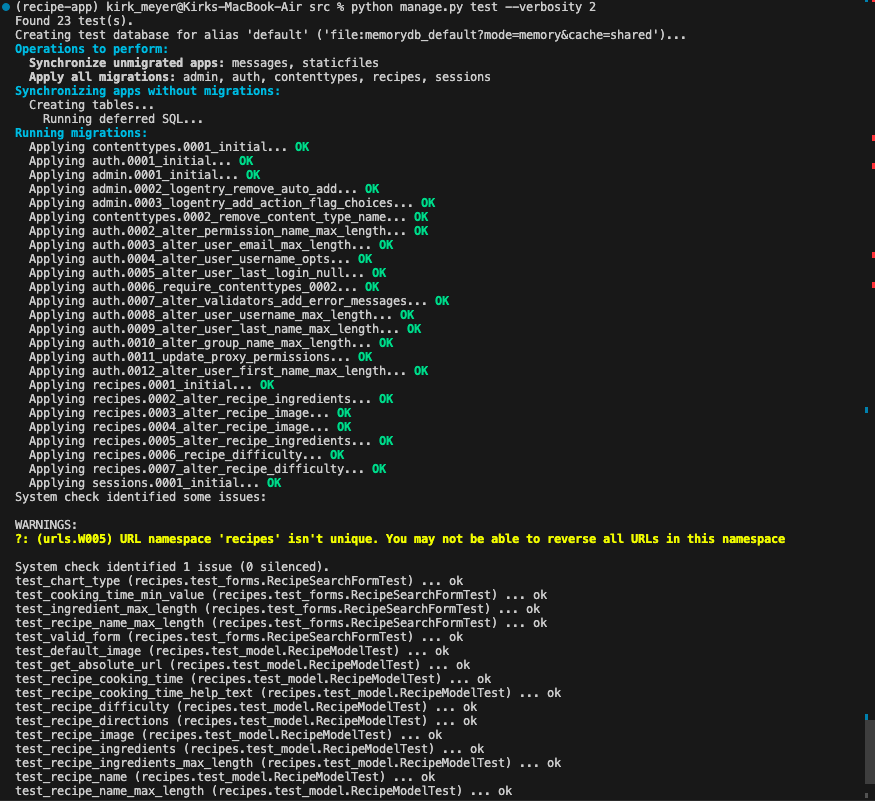 (recipe-app) kirk_meyer@Kirks-MacBook-Air src % python manage.py test --verbosity 2
Found 23 test(s).
Creating test database for alias 'default' ('file:memorydb_default?mode=memory&cache=shared')...
Operations to perform:
  Synchronize unmigrated apps: messages, staticfiles
  Apply all migrations: admin, auth, contenttypes, recipes, sessions
Synchronizing apps without migrations:
  Creating tables...
    Running deferred SQL...
Running migrations:
  Applying contenttypes.0001_initial... OK
  Applying auth.0001_initial... OK
  Applying admin.0001_initial... OK
  Applying admin.0002_logentry_remove_auto_add... OK
  Applying admin.0003_logentry_add_action_flag_choices... OK
  Applying contenttypes.0002_remove_content_type_name... OK
  Applying auth.0002_alter_permission_name_max_length... OK
  Applying auth.0003_alter_user_email_max_length... OK
  Applying auth.0004_alter_user_username_opts... OK
  Applying auth.0005_alter_user_last_login_null... OK
  Applying auth.0006_require_contenttypes_0002... OK
  Applying auth.0007_alter_validators_add_error_messages... OK
  Applying auth.0008_alter_user_username_max_length... OK
  Applying auth.0009_alter_user_last_name_max_length... OK
  Applying auth.0010_alter_group_name_max_length... OK
  Applying auth.0011_update_proxy_permissions... OK
  Applying auth.0012_alter_user_first_name_max_length... OK
  Applying recipes.0001_initial... OK
  Applying recipes.0002_alter_recipe_ingredients... OK
  Applying recipes.0003_alter_recipe_image... OK
  Applying recipes.0004_alter_recipe_image... OK
  Applying recipes.0005_alter_recipe_ingredients... OK
  Applying recipes.0006_recipe_difficulty... OK
  Applying recipes.0007_alter_recipe_difficulty... OK
  Applying sessions.0001_initial... OK
System check identified some issues:

WARNINGS:
?: (urls.W005) URL namespace 'recipes' isn't unique. You may not be able to reverse all URLs in this namespace

System check identified 1 issue (0 silenced).
test_chart_type (recipes.test_forms.RecipeSearchFormTest) ... ok
test_cooking_time_min_value (recipes.test_forms.RecipeSearchFormTest) ... ok
test_ingredient_max_length (recipes.test_forms.RecipeSearchFormTest) ... ok
test_recipe_name_max_length (recipes.test_forms.RecipeSearchFormTest) ... ok
test_valid_form (recipes.test_forms.RecipeSearchFormTest) ... ok
test_default_image (recipes.test_model.RecipeModelTest) ... ok
test_get_absolute_url (recipes.test_model.RecipeModelTest) ... ok
test_recipe_cooking_time (recipes.test_model.RecipeModelTest) ... ok
test_recipe_cooking_time_help_text (recipes.test_model.RecipeModelTest) ... ok
test_recipe_difficulty (recipes.test_model.RecipeModelTest) ... ok
test_recipe_directions (recipes.test_model.RecipeModelTest) ... ok
test_recipe_image (recipes.test_model.RecipeModelTest) ... ok
test_recipe_ingredients (recipes.test_model.RecipeModelTest) ... ok
test_recipe_ingredients_max_length (recipes.test_model.RecipeModelTest) ... ok
test_recipe_name (recipes.test_model.RecipeModelTest) ... ok
test_recipe_name_max_length (recipes.test_model.RecipeModelTest) ... ok